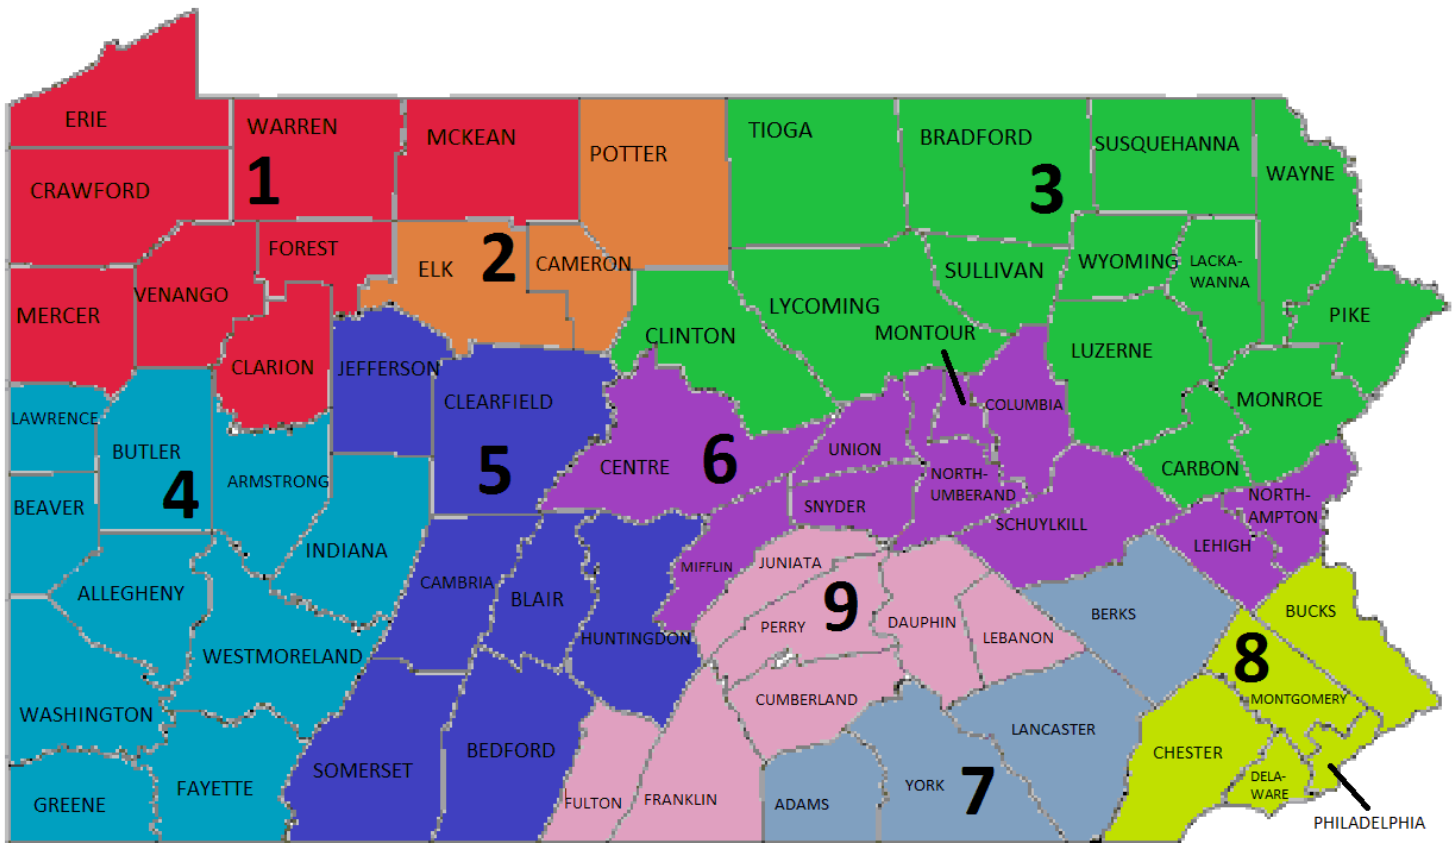 ERIE
WARREN
MCKEAN
POTTER
TIOGA
BRADFORD
SUSQUEHANNA
WAYNE
CRAWFORD
1
3
FOREST
ELK
2
CAMERON
SULLIVAN
WYOMING
LACKA-
WANNA
MERCER
VENANGO
CLARION
CLINTON
LYCOMING
MONTOUR
LUZERNE
PIKE
LAWRENCE
BUTLER
JEFFERSON
CLEARFIELD
COLUMBIA
MONROE
BEAVER
4
ARMSTRONG
5
CENTRE
6
UNION
NORTH-
UMBERAND
SNYDER
CARBON
NORTH-
AMPTON
SCHUYLKILL
LEHIGH
INDIANA
ALLEGHENY
CAMBRIA
BLAIR
HUNTINGDON
MIFFLIN
JUNIATA
PERRY
9
DAUPHIN
LEBANON
BERKS
BUCKS
8
WESTMORELAND
WASHINGTON
CUMBERLAND
LANCASTER
MONTGOMERY
CHESTER
GREENE
FAYETTE
SOMERSET
BEDFORD
FULTON
FRANKLIN
ADAMS
YORK
7
DELA-
WARE
PHILADELPHIA